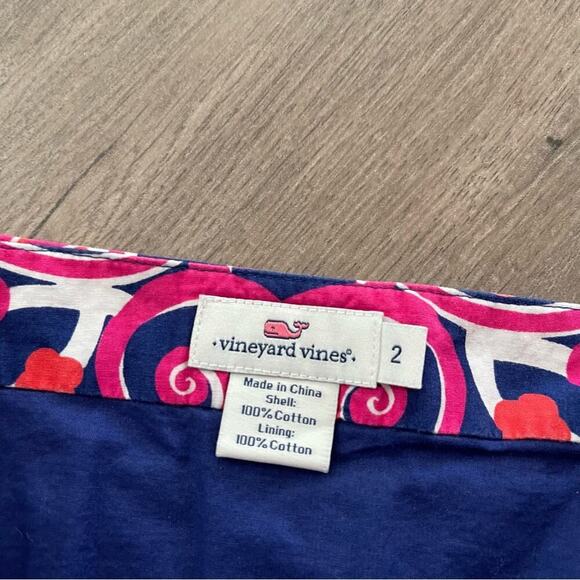 vineyard vines®
2
Made in China
Shell:
100% Cotton
Lining:
100% Cotton